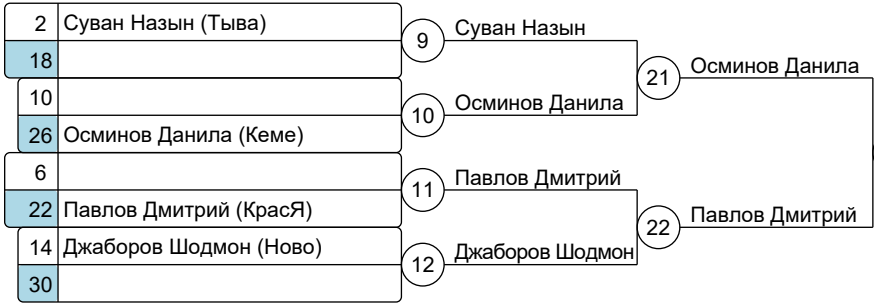 2 Суван Назын (Тыва)
18
10
26 Осминов Данила (Кеме)
6
22 Павлов Дмитрий (КрасЯ)
14 Джаборов Шодмон (Ново)
30
9 Суван Назын
10 Осминов Данила
11 Павлов Дмитрий
12 Джаборов Шодмон
21 Осминов Данила
22 Павлов Дмитрий